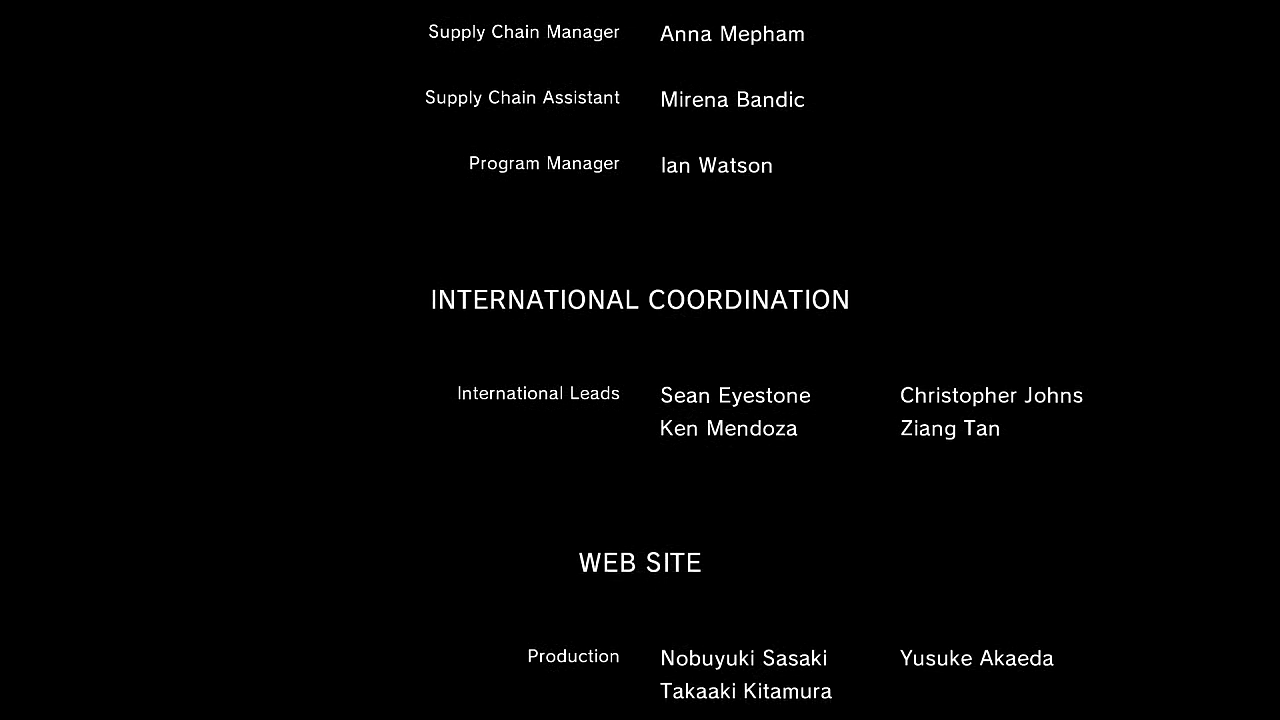 Supply Chain Manager Anna Mepham
Supply Chain Assistant Mirena Bandic
Program Manager Ian Watson
INTERNATIONAL COORDINATION
International Leads Sean Eyestone Christopher Johns
Ken Mendoza Ziang Tan
WEB SITE
Production Nobuyuki Sasaki Yusuke Akaeda
Takaaki Kitamura